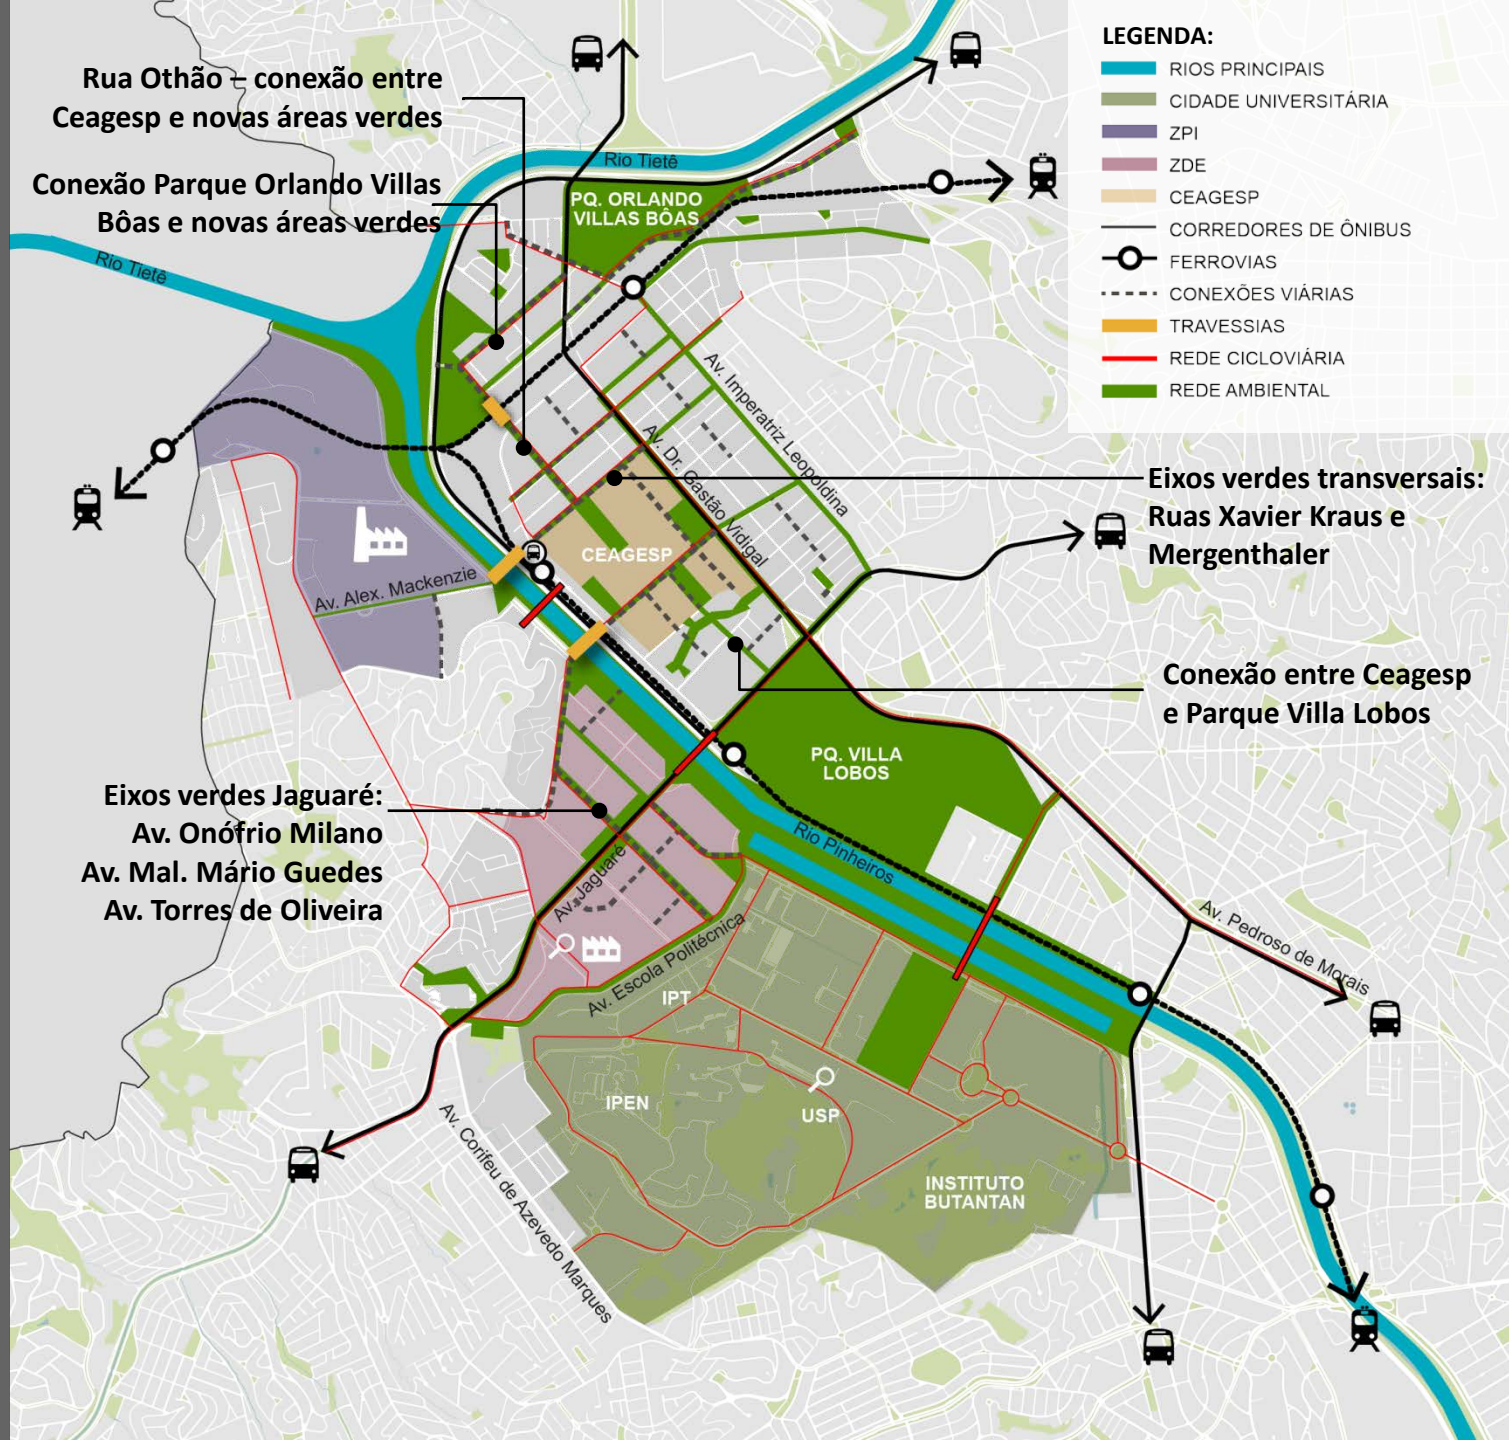 LEGENDA:
RIOS PRINCIPAIS
CIDADE UNIVERSITÁRIA
ZPI
ZDE
CEAGESP
CORREDORES DE ÔNIBUS
FERROVIAS
CONEXÕES VIÁRIAS
TRAVESSIAS
REDE CICLOVIÁRIA
REDE AMBIENTAL
Rua Othão – conexão entre
Ceagesp e novas áreas verdes
Conexão Parque Orlando Villas
Bôas e novas áreas verdes
Rio Tietê
PQ. ORLANDO
VILLAS BÔAS
Rio Tietê
Av. Imperatriz Leopoldina
Av. Dr. Gastão Vidigal
Eixos verdes transversais:
Ruas Xavier Kraus e
Mergenthaler
CEAGESP
Av. Alex. Mackenzie
Conexão entre Ceagesp
e Parque Villa Lobos
PQ. VILLA
LOBOS
Eixos verdes Jaguaré:
Av. Onófrio Milano
Av. Mal. Mário Guedes
Av. Torres de Oliveira
Rio Pinheiros
Av. Jaguaré
Av. Escola Politécnica
Av. Pedroso de Morais
IPT
IPEN
USP
INSTITUTO
BUTANTAN
Av. Corifeu de Azevedo Marques